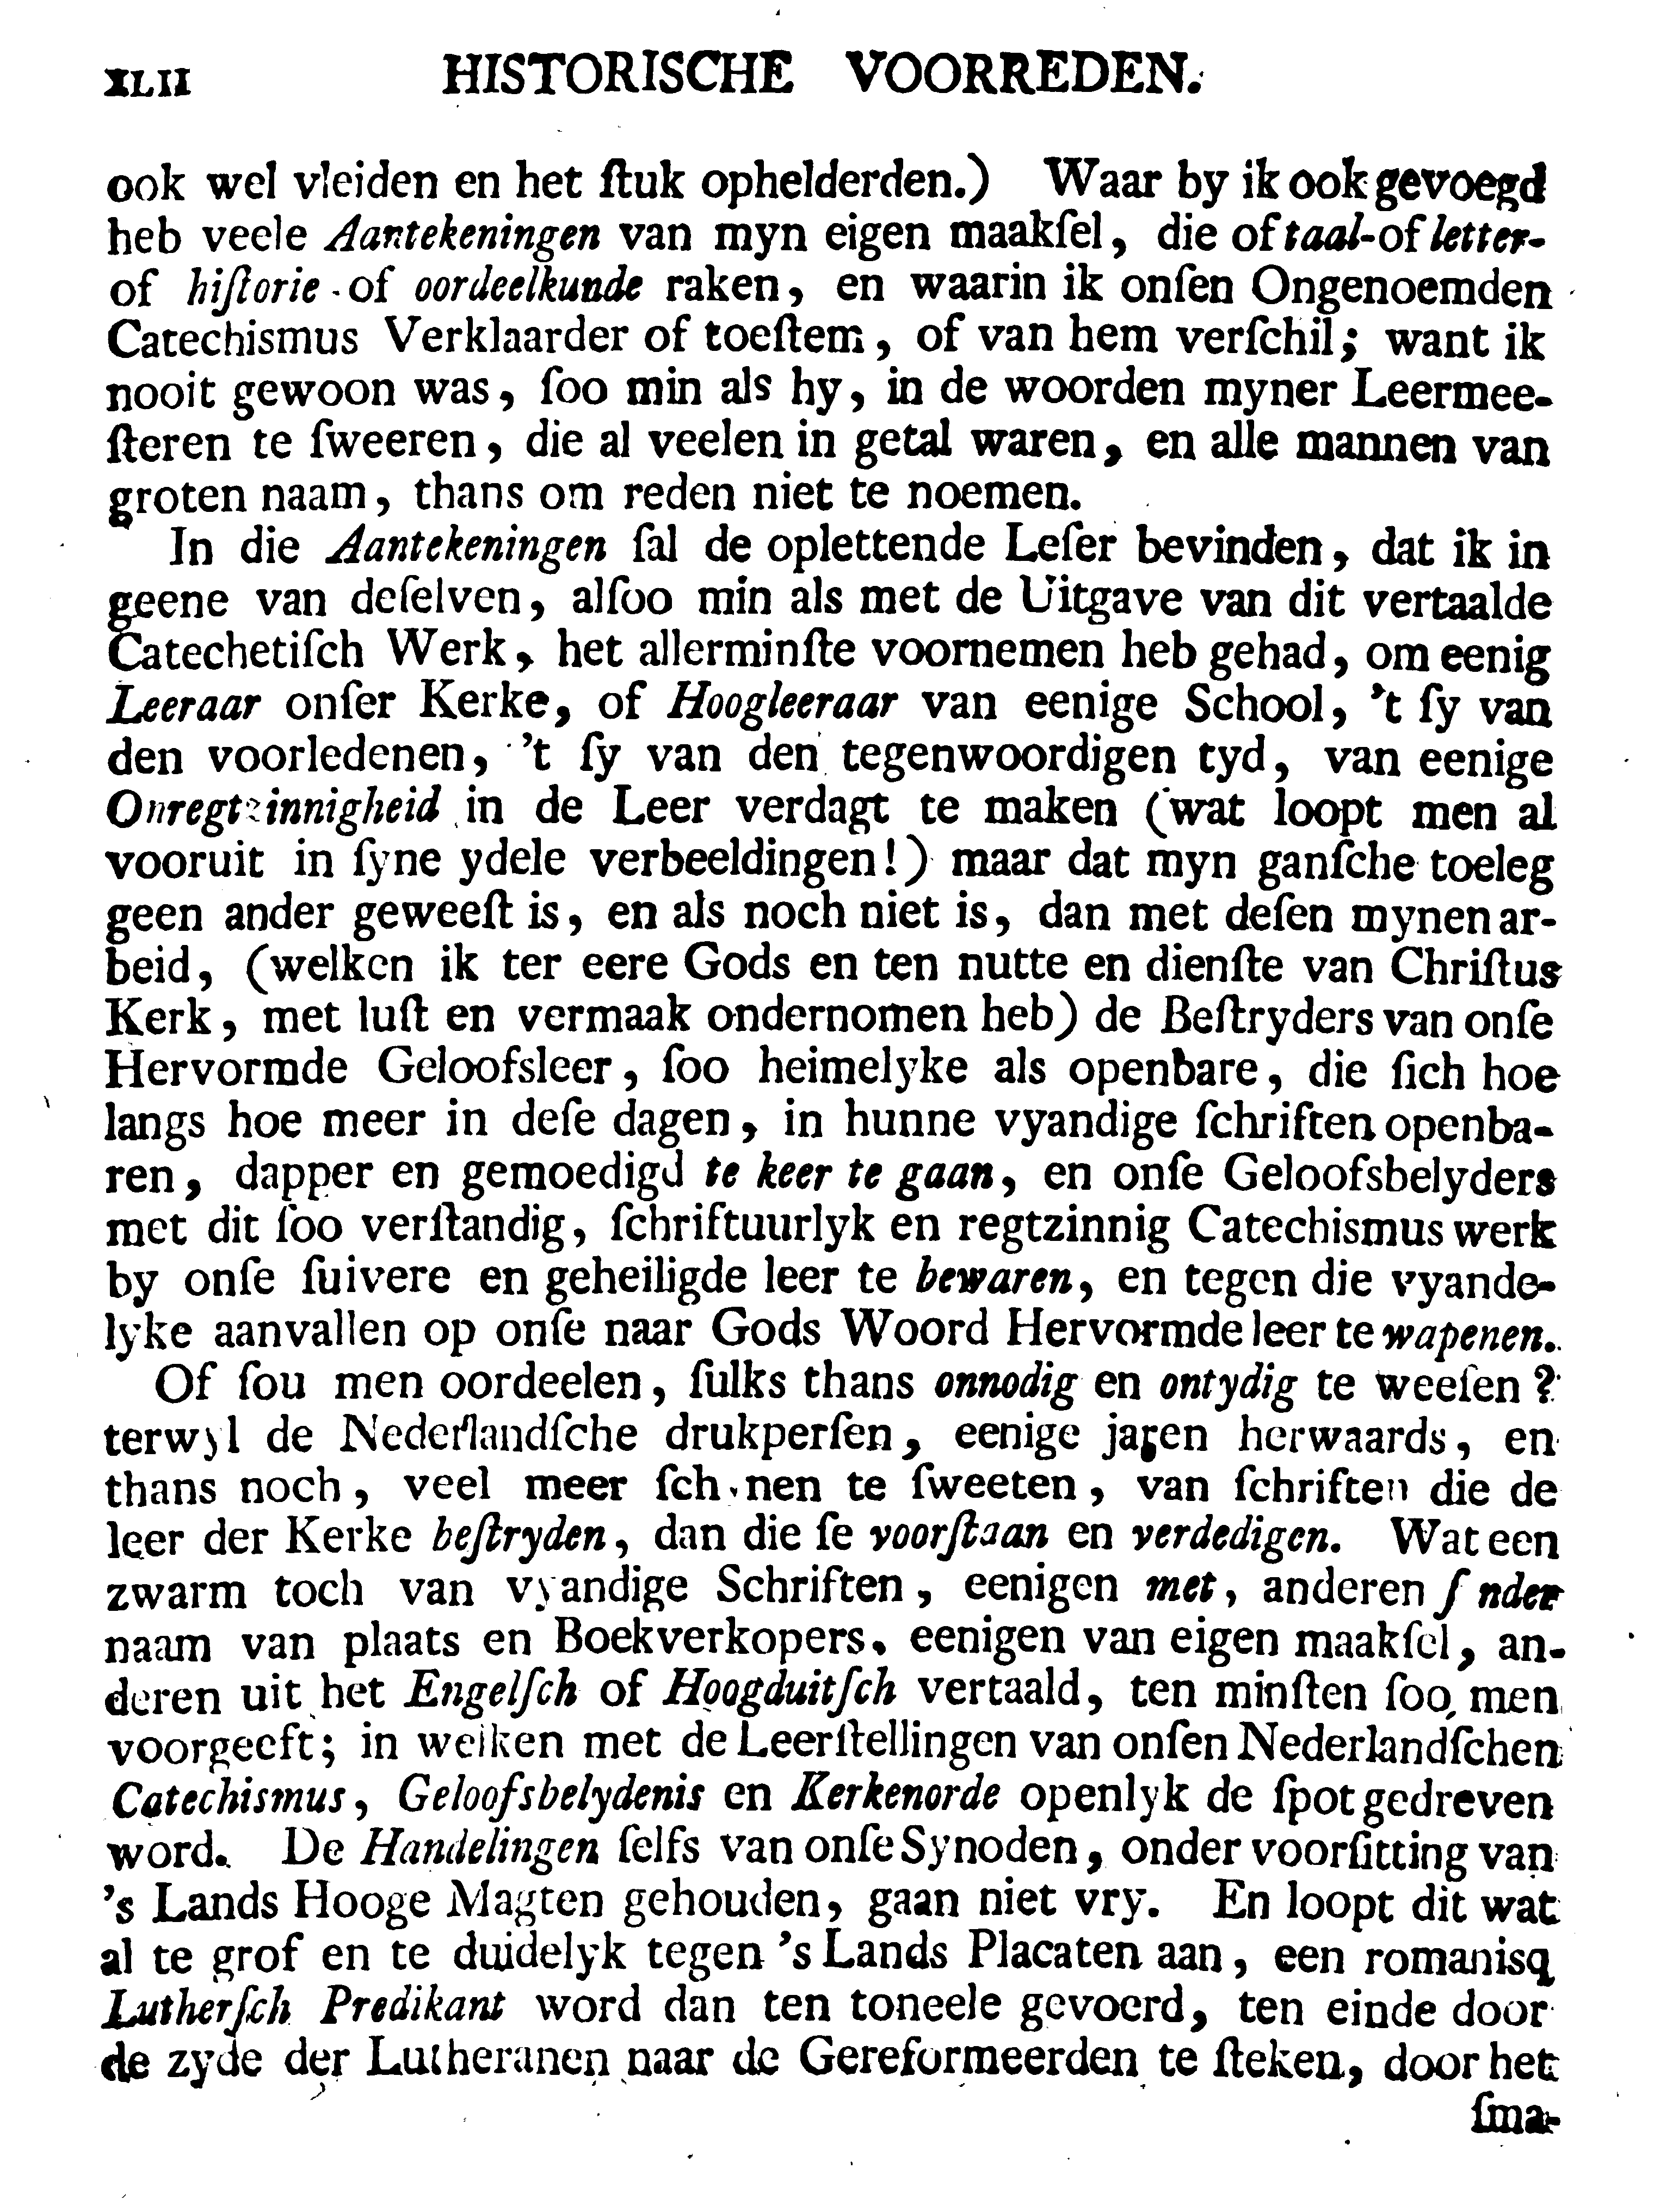 XLII HISTORISCHE VOORREDEN.
ook wel vleiden en het ſtuk ophelderden.) Waar by ik ook gevoegd
heb veele Aantekeningen van myn eigen maakſel, die of taal- of letter-
of hiſtorie - of oordeelkunde raken, en waarin ik onſen Ongenoemden
Catechismus Verklaarder of toeſtem, of van hem verſchil; want ik
nooit gewoon was, ſoo min als hy, in de woorden myner Leermee-
ſteren te ſweeren, die al veelen in getal waren, en alle mannen van
groten naam, thans om reden niet te noemen.
In die Aantekeningen ſal de oplettende Leſer bevinden, dat ik in
geene van deſelven, alſoo min als met de Uitgave van dit vertaalde
Catechetiſch Werk, het allerminſte voornemen heb gehad, om eenig
Leeraar onſer Kerke, of Hoogleeraar van eenige School, 't ſy van
den voorledenen, 't ſy van den tegenwoordigen tyd, van eenige
Onregtzinnigheid in de Leer verdagt te maken (wat loopt men al
vooruit in ſyne ydele verbeeldingen!) maar dat myn ganſche toeleg
geen ander geweeſt is, en als noch niet is, dan met deſen mynen ar-
beid, (welken ik ter eere Gods en ten nutte en dienſte van Chriſtus
Kerk, met luſt en vermaak ondernomen heb) de Beſtryders van onſe
Hervormde Geloofsleer, ſoo heimelyke als openbare, die ſich hoe
langs hoe meer in deſe dagen, in hunne vyandige ſchriften openba-
ren, dapper en gemoedigd te keer te gaan, en onſe Geloofsbelyders
met dit ſoo verſtandig, ſchriftuurlyk en regtzinnig Catechismus werk
by onſe ſuivere en geheiligde leer te bewaren, en tegen die vyande-
lyke aanvallen op onſe naar Gods Woord Hervormde leer te wapenen.
Of ſou men oordeelen, ſulks thans onnodig en ontydig te weeſen?
terwyl de Nederlandſche drukperſen, eenige jaren herwaards, en
thans noch, veel meer ſch.nen te ſweeten, van ſchriften die de
leer der Kerke beſtryden, dan die ſe voorſtaan en verdedigen. Wat een
zwarm toch van vyandige Schriften, eenigen met, anderen ſ nder
naam van plaats en Boekverkopers, eenigen van eigen maakſel, an-
deren uit het Engelſch of Hoogduitſch vertaald, ten minſten ſoo men
voorgeeft; in welken met de Leerſtellingen van onſen Nederlandſchen
Catechismus, Geloofsbelydenis en Kerkenorde openlyk de ſpot gedreven
word. De Handelingen ſelfs van onſe Synoden, onder voorſitting van
's Lands Hooge Magten gehouden, gaan niet vry. En loopt dit wat
al te grof en te duidelyk tegen 's Lands Placaten aan, een romanisq
Lutherſch Predikant word dan ten toneele gevoerd, ten einde door
de zyde der Lutheranen naar de Gereformeerden te ſteken, door het
ſma-